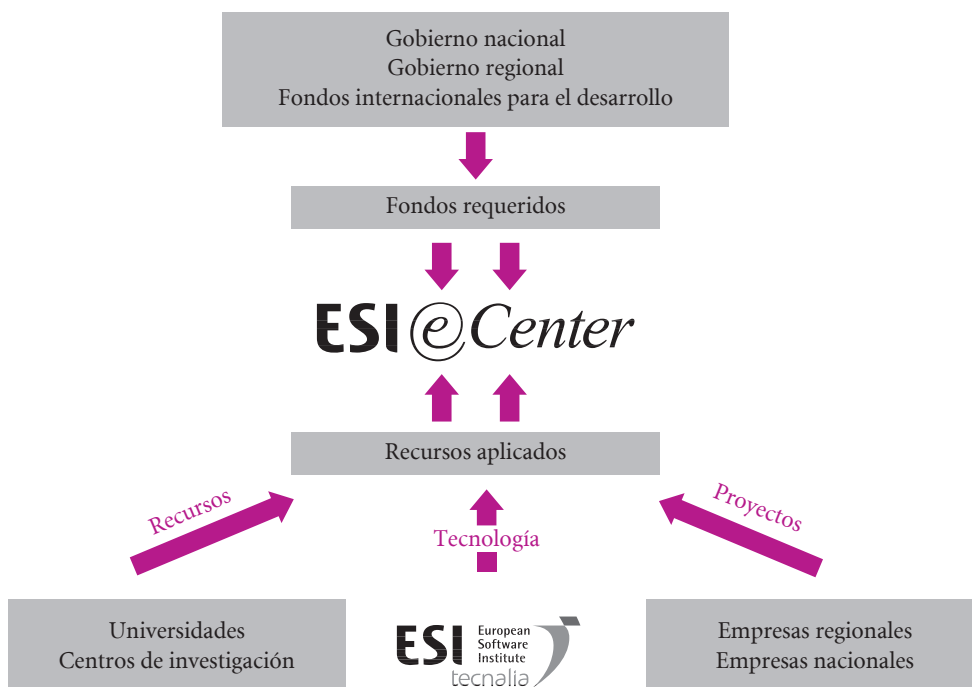 Gobierno nacional
Gobierno regional
Fondos internacionales para el desarrollo
Fondos requeridos
ESI@Center
Recursos aplicados
Recursos
Tecnología
Proyectos
Universidades
Centros de investigación
ESI
European
Software
Institute
tecnalia
Empresas regionales
Empresas nacionales